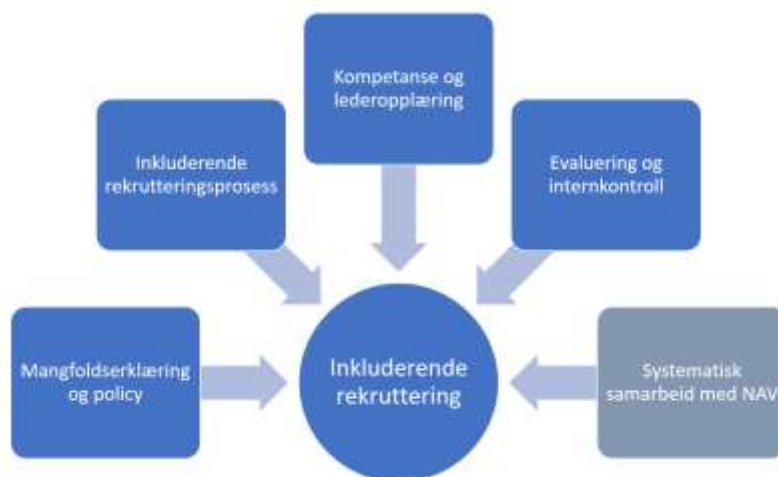 Kompetanse og
lederopplæring
Inkluderende
rekrutteringsprosess
Evaluering og
internkontroll
Mangfoldserklæring
og policy
Inkluderende
rekruttering
Systematisk
samarbeid med NAV